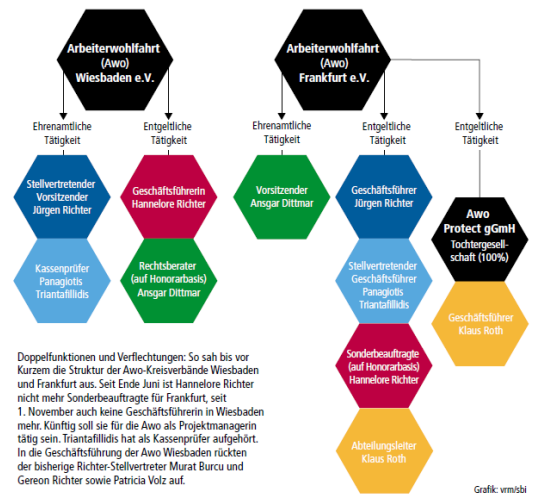 Arbeiterwohlfahrt
(Awo)
Wiesbaden e.V.
Arbeiterwohlfahrt
(Awo)
Frankfurt e.V.
Ehrenamtliche
Tätigkeit
Entgeltliche
Tätigkeit
Ehrenamtliche
Tätigkeit
Entgeltliche
Tätigkeit
Entgeltliche
Tätigkeit
Stellvertretender
Vorsitzender
Jürgen Richter
Geschäftsführerin
Hannelore Richter
Vorsitzender
Ansgar Dittmar
Geschäftsführer
Jürgen Richter
Awo
Protect gGmH
Tochtergesell-
schaft (100%)
Kassenprüfer
Panagiotis
Triantafillidis
Rechtsberater
(auf Honorarbasis)
Ansgar Dittmar
Stellvertretender
Geschäftsführer
Panagiotis
Triantafillidis
Geschäftsführer
Klaus Roth
Sonderbeauftragte
(auf Honorarbasis)
Hannelore Richter
Abteilungsleiter
Klaus Roth
Doppelfunktionen und Verflechtungen: So sah bis vor
Kurzem die Struktur der Awo-Kreisverbände Wiesbaden
und Frankfurt aus. Seit Ende Juni ist Hannelore Richter
nicht mehr Sonderbeauftragte für Frankfurt, seit
1. November auch keine Geschäftsführerin in Wiesbaden
mehr. Künftig soll sie für die Awo als Projektmanagerin
tätig sein. Triantafillidis hat als Kassenprüfer aufgehört.
In die Geschäftsführung der Awo Wiesbaden rückten
der bisherige Richter-Stellvertreter Murat Burcu und
Gereon Richter sowie Patricia Volz auf.
Grafik: vrm/sbi